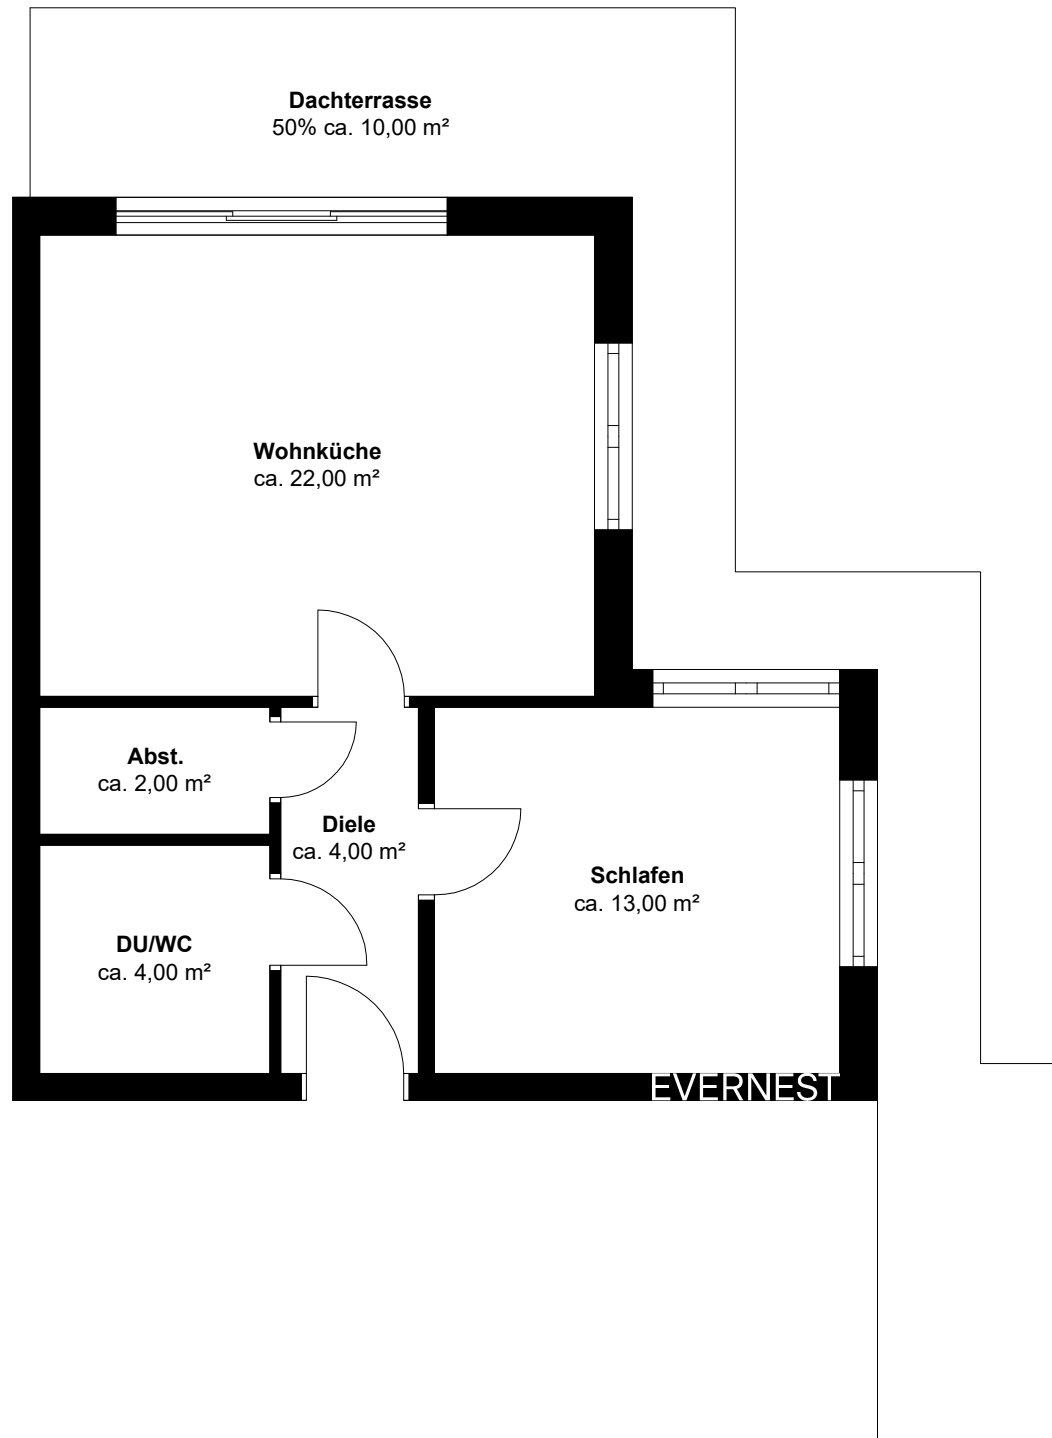 Dachterrasse
50% ca. 10,00 m²
Wohnküche
ca. 22,00 m²
Abst.
ca. 2,00 m²
Diele
ca. 4,00 m²
Schlafen
ca. 13,00 m²
DU/WC
ca. 4,00 m²
EVERNEST